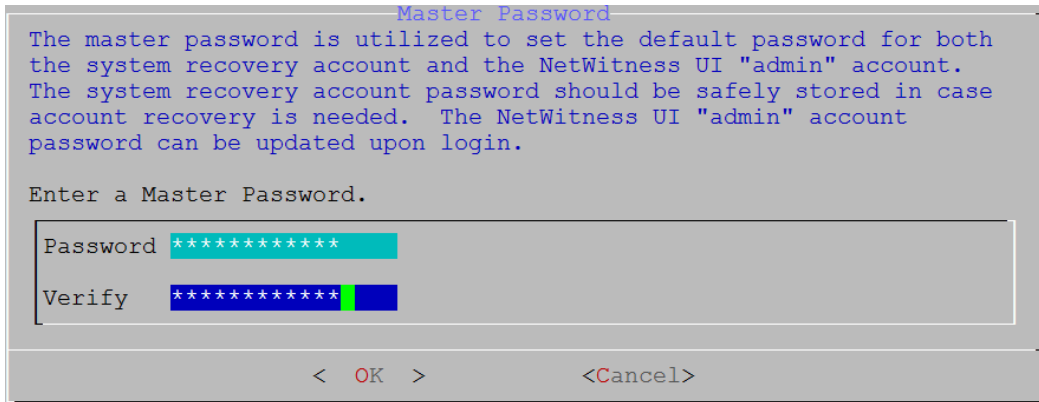 Master Password
The master password is utilized to set the default password for both
the system recovery account and the NetWitness UI "admin" account.
The system recovery account password should be safely stored in case
account recovery is needed.  The NetWitness UI "admin" account
password can be updated upon login.
Enter a Master Password.
Password ************
Verify ************
<  OK  > <Cancel>